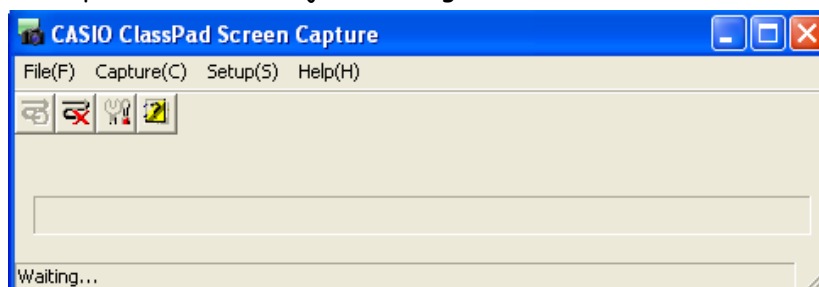 CASIO ClassPad Screen Capture
File(F) Capture(C) Setup(S) Help(H)
Waiting...